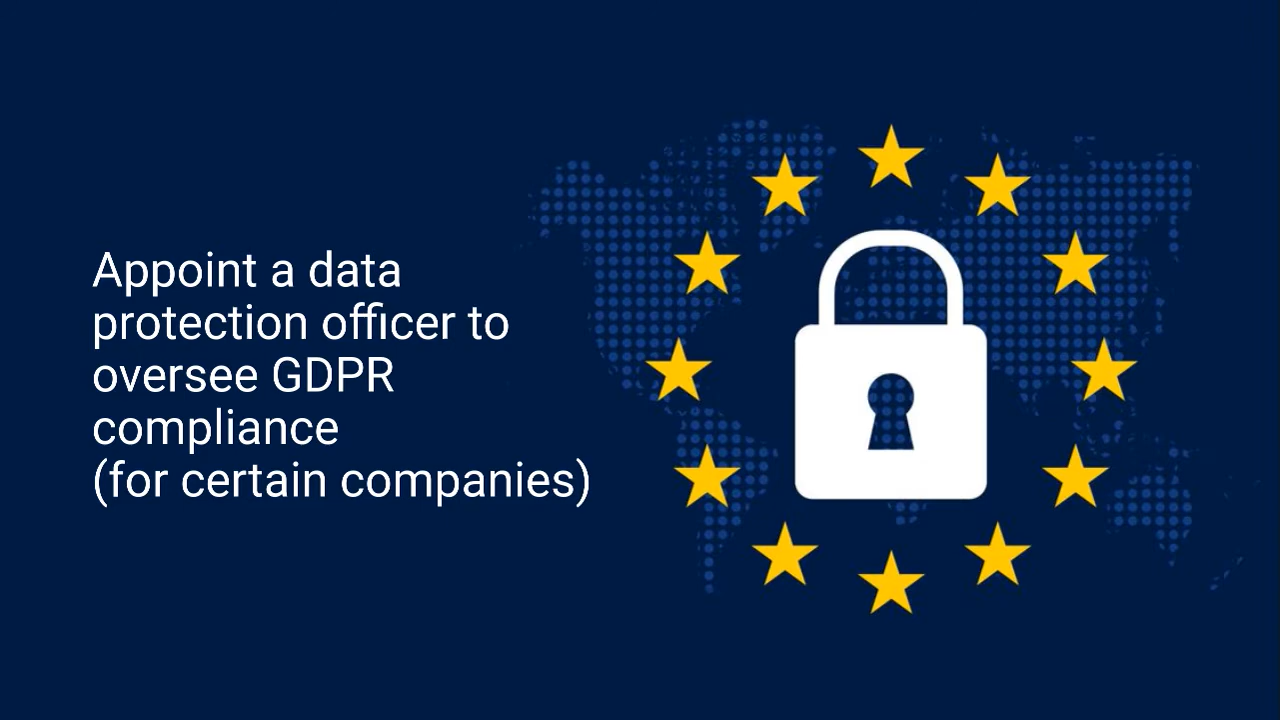 Appoint a data
protection officer to
oversee GDPR
compliance
(for certain companies)